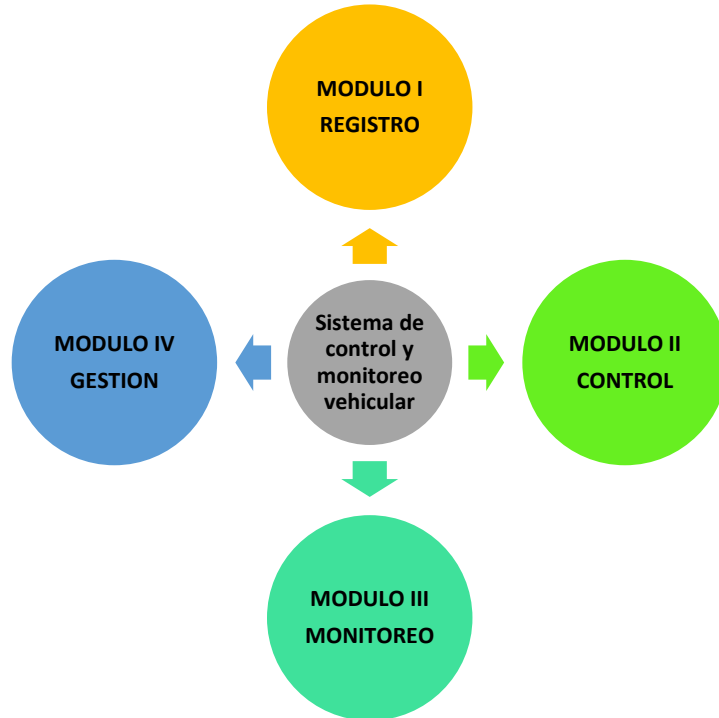 MODULO I
REGISTRO
MODULO IV
GESTION
Sistema de
control y
monitoreo
vehicular
MODULO II
CONTROL
MODULO III
MONITOREO